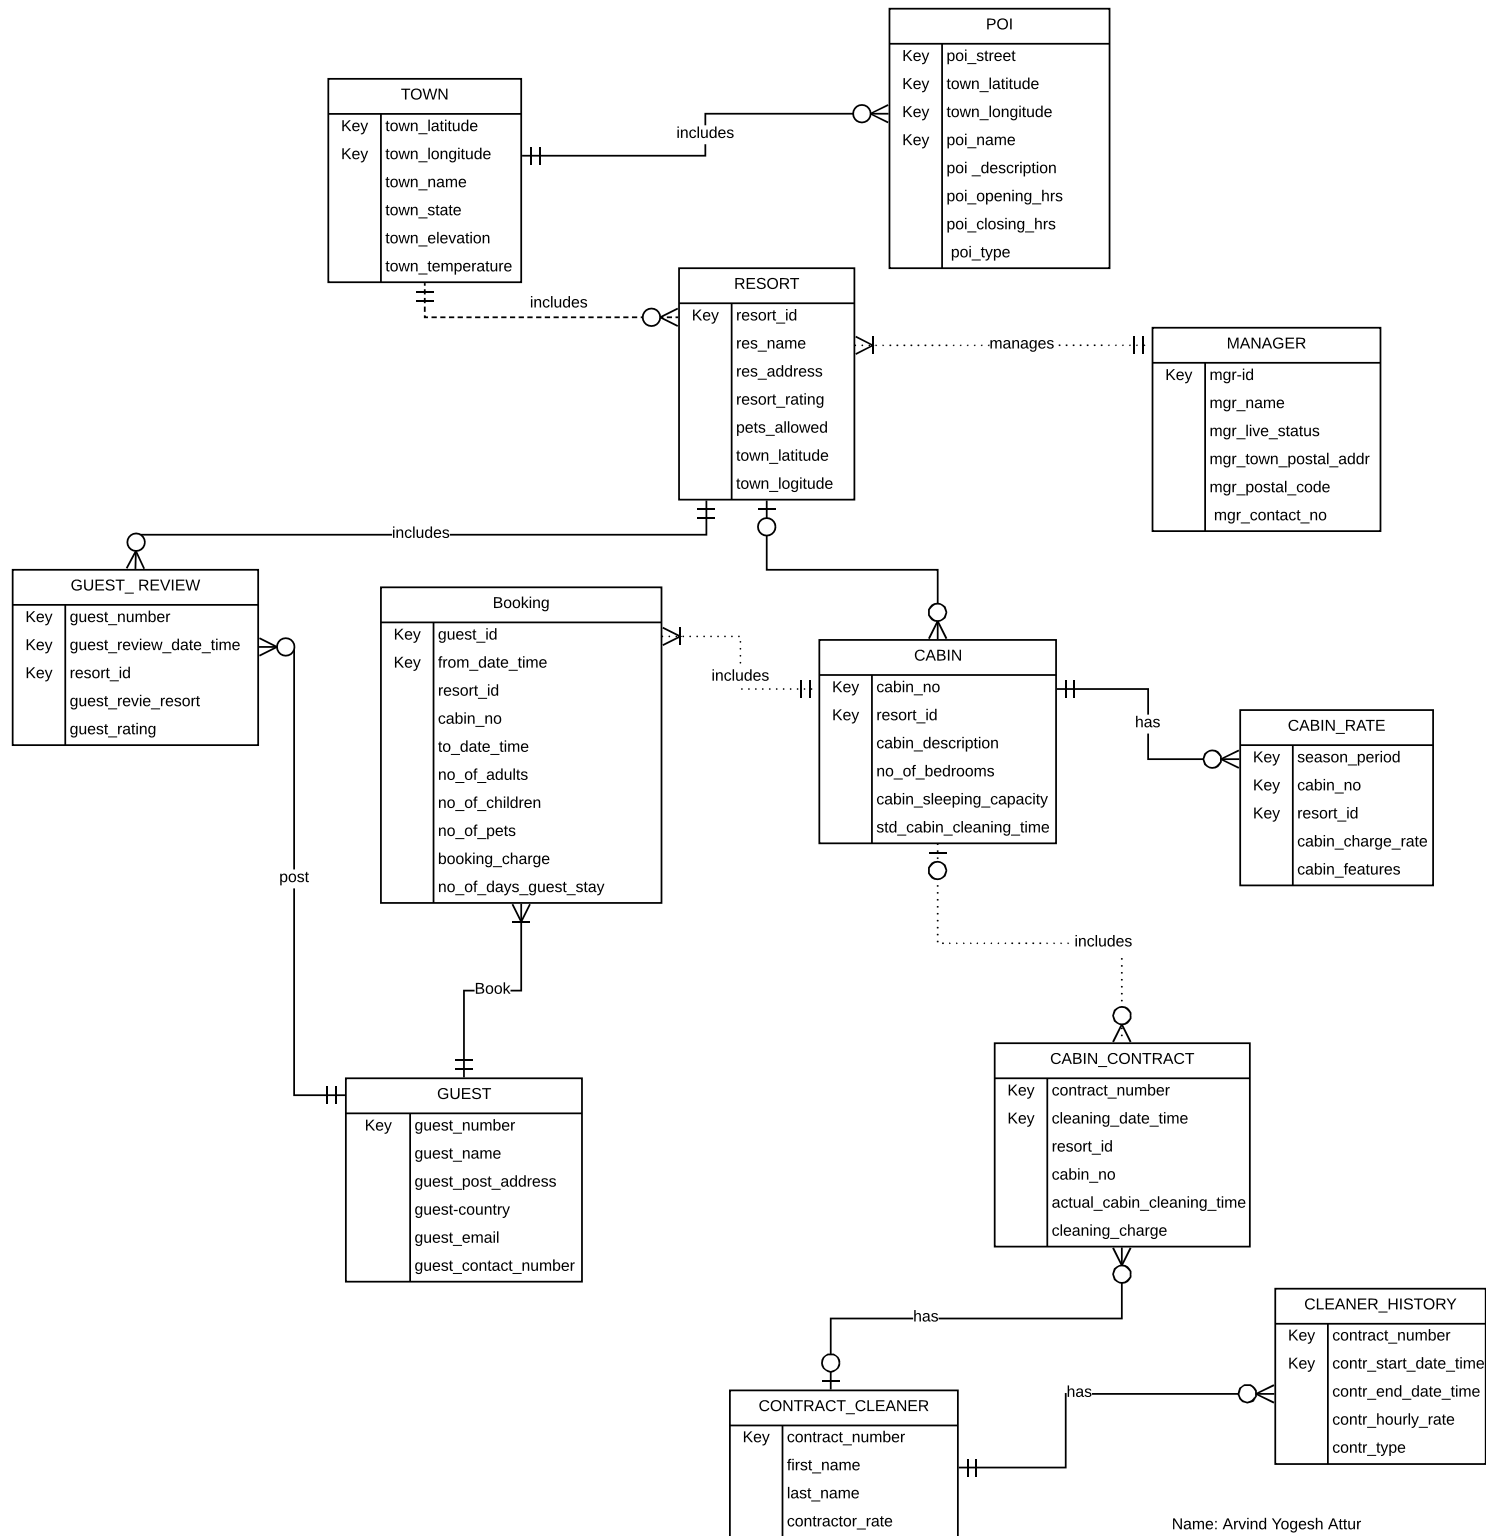 POI
Key poi_street
Key town_latitude
Key town_longitude
Key poi_name
poi _description
poi_opening_hrs
poi_closing_hrs
poi_type
TOWN
Key town_latitude
Key town_longitude
town_name
town_state
town_elevation
town_temperature
includes
includes
RESORT
Key resort_id
res_name
res_address
resort_rating
pets_allowed
town_latitude
town_logitude
manages
MANAGER
Key mgr-id
mgr_name
mgr_live_status
mgr_town_postal_addr
mgr_postal_code
mgr_contact_no
includes
GUEST_ REVIEW
Key guest_number
Key guest_review_date_time
Key resort_id
guest_revie_resort
guest_rating
Booking
Key guest_id
Key from_date_time
resort_id
cabin_no
to_date_time
no_of_adults
no_of_children
no_of_pets
booking_charge
no_of_days_guest_stay
includes
CABIN
Key cabin_no
Key resort_id
cabin_description
no_of_bedrooms
cabin_sleeping_capacity
std_cabin_cleaning_time
has
CABIN_RATE
Key season_period
Key cabin_no
Key resort_id
cabin_charge_rate
cabin_features
post
includes
Book
GUEST
Key guest_number
guest_name
guest_post_address
guest-country
guest_email
guest_contact_number
CABIN_CONTRACT
Key contract_number
Key cleaning_date_time
resort_id
cabin_no
actual_cabin_cleaning_time
cleaning_charge
has
CLEANER_HISTORY
Key contract_number
Key contr_start_date_time
contr_end_date_time
contr_hourly_rate
contr_type
has
CONTRACT_CLEANER
Key contract_number
first_name
last_name
contractor_rate
Name: Arvind Yogesh Attur